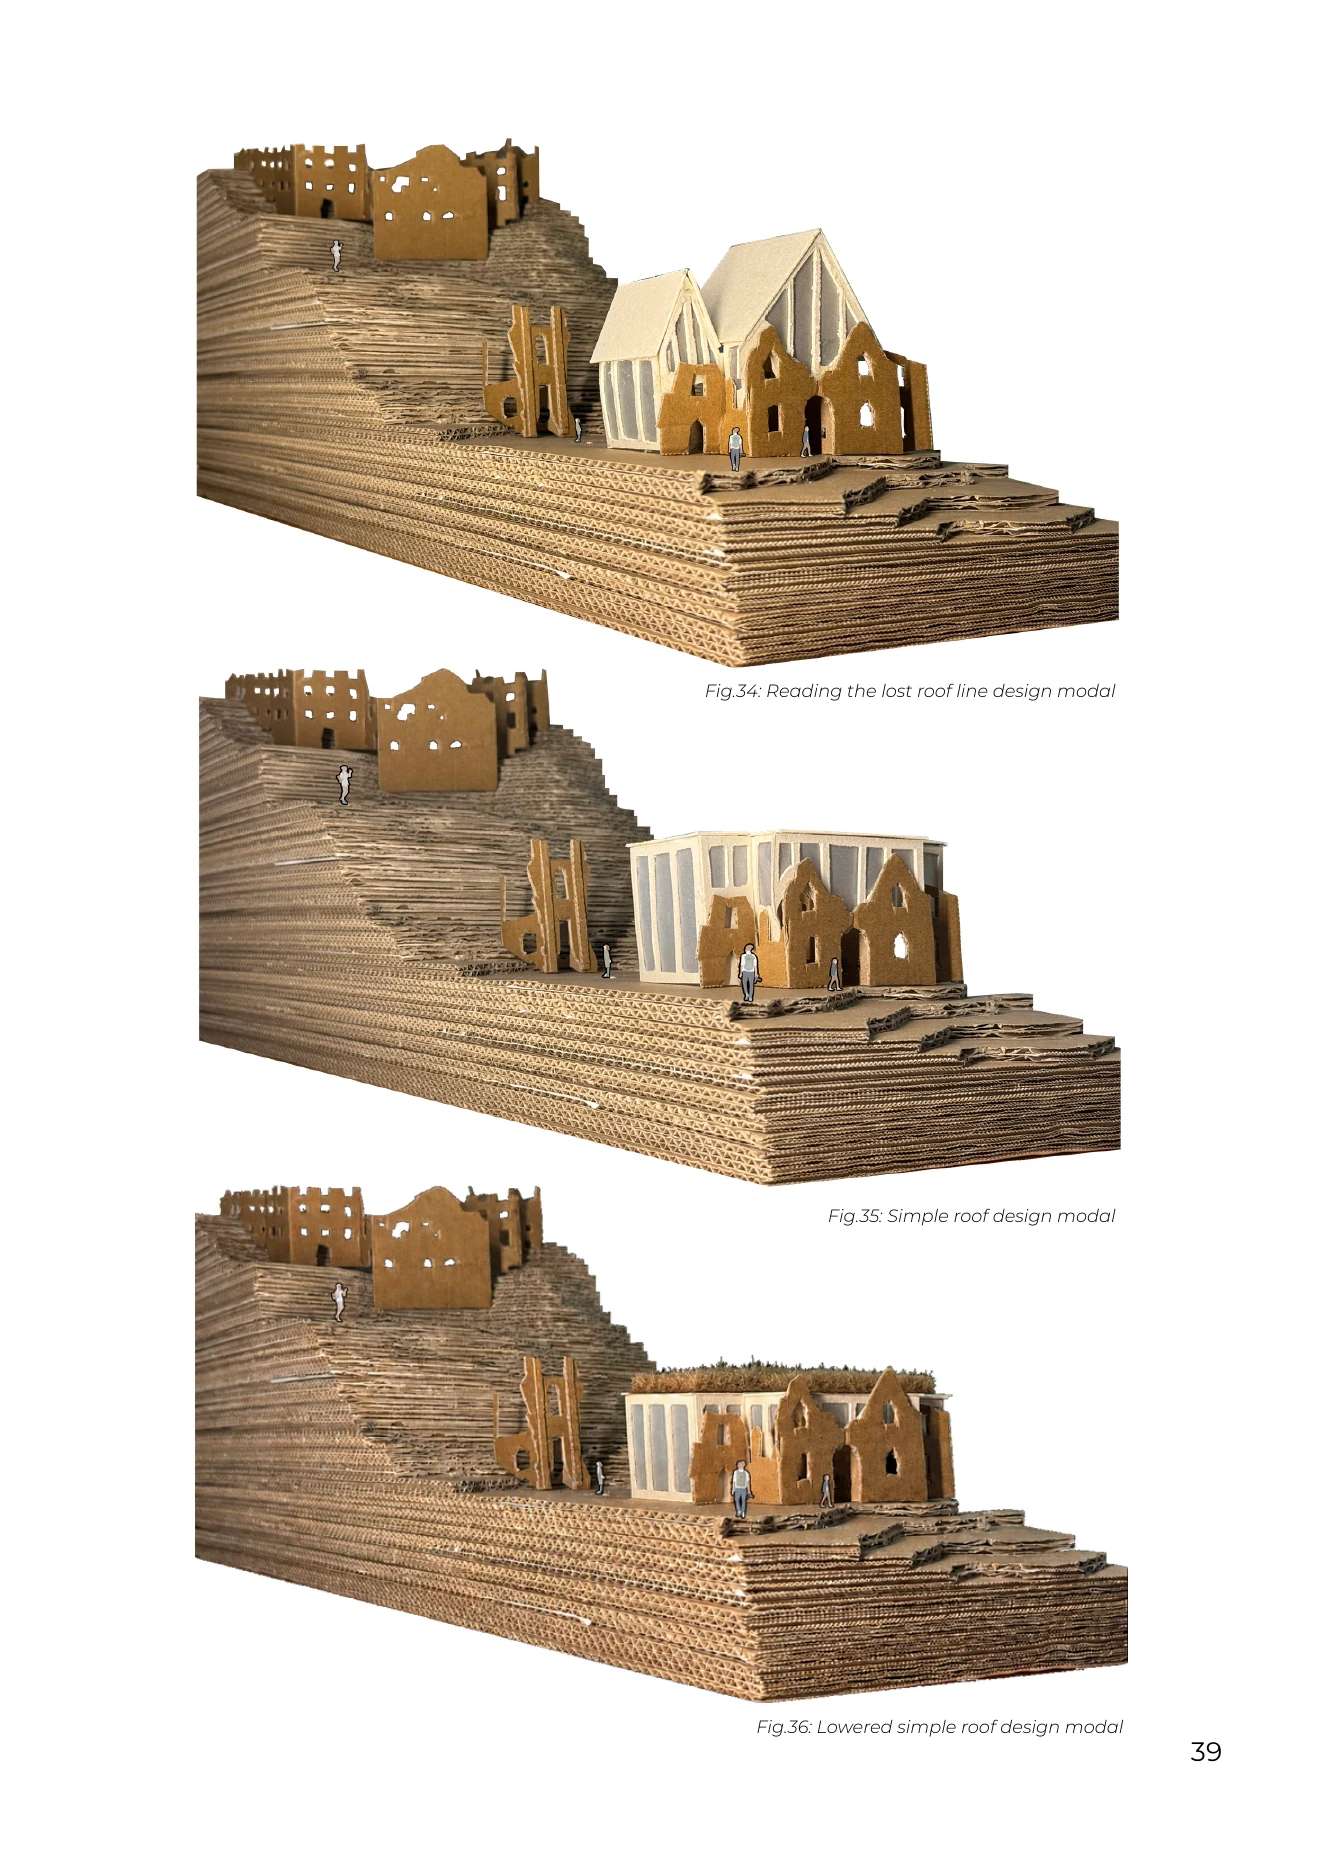 Fig.34: Reading the lost roof line design modal
Fig.35: Simple roof design modal
Fig.36: Lowered simple roof design modal
39